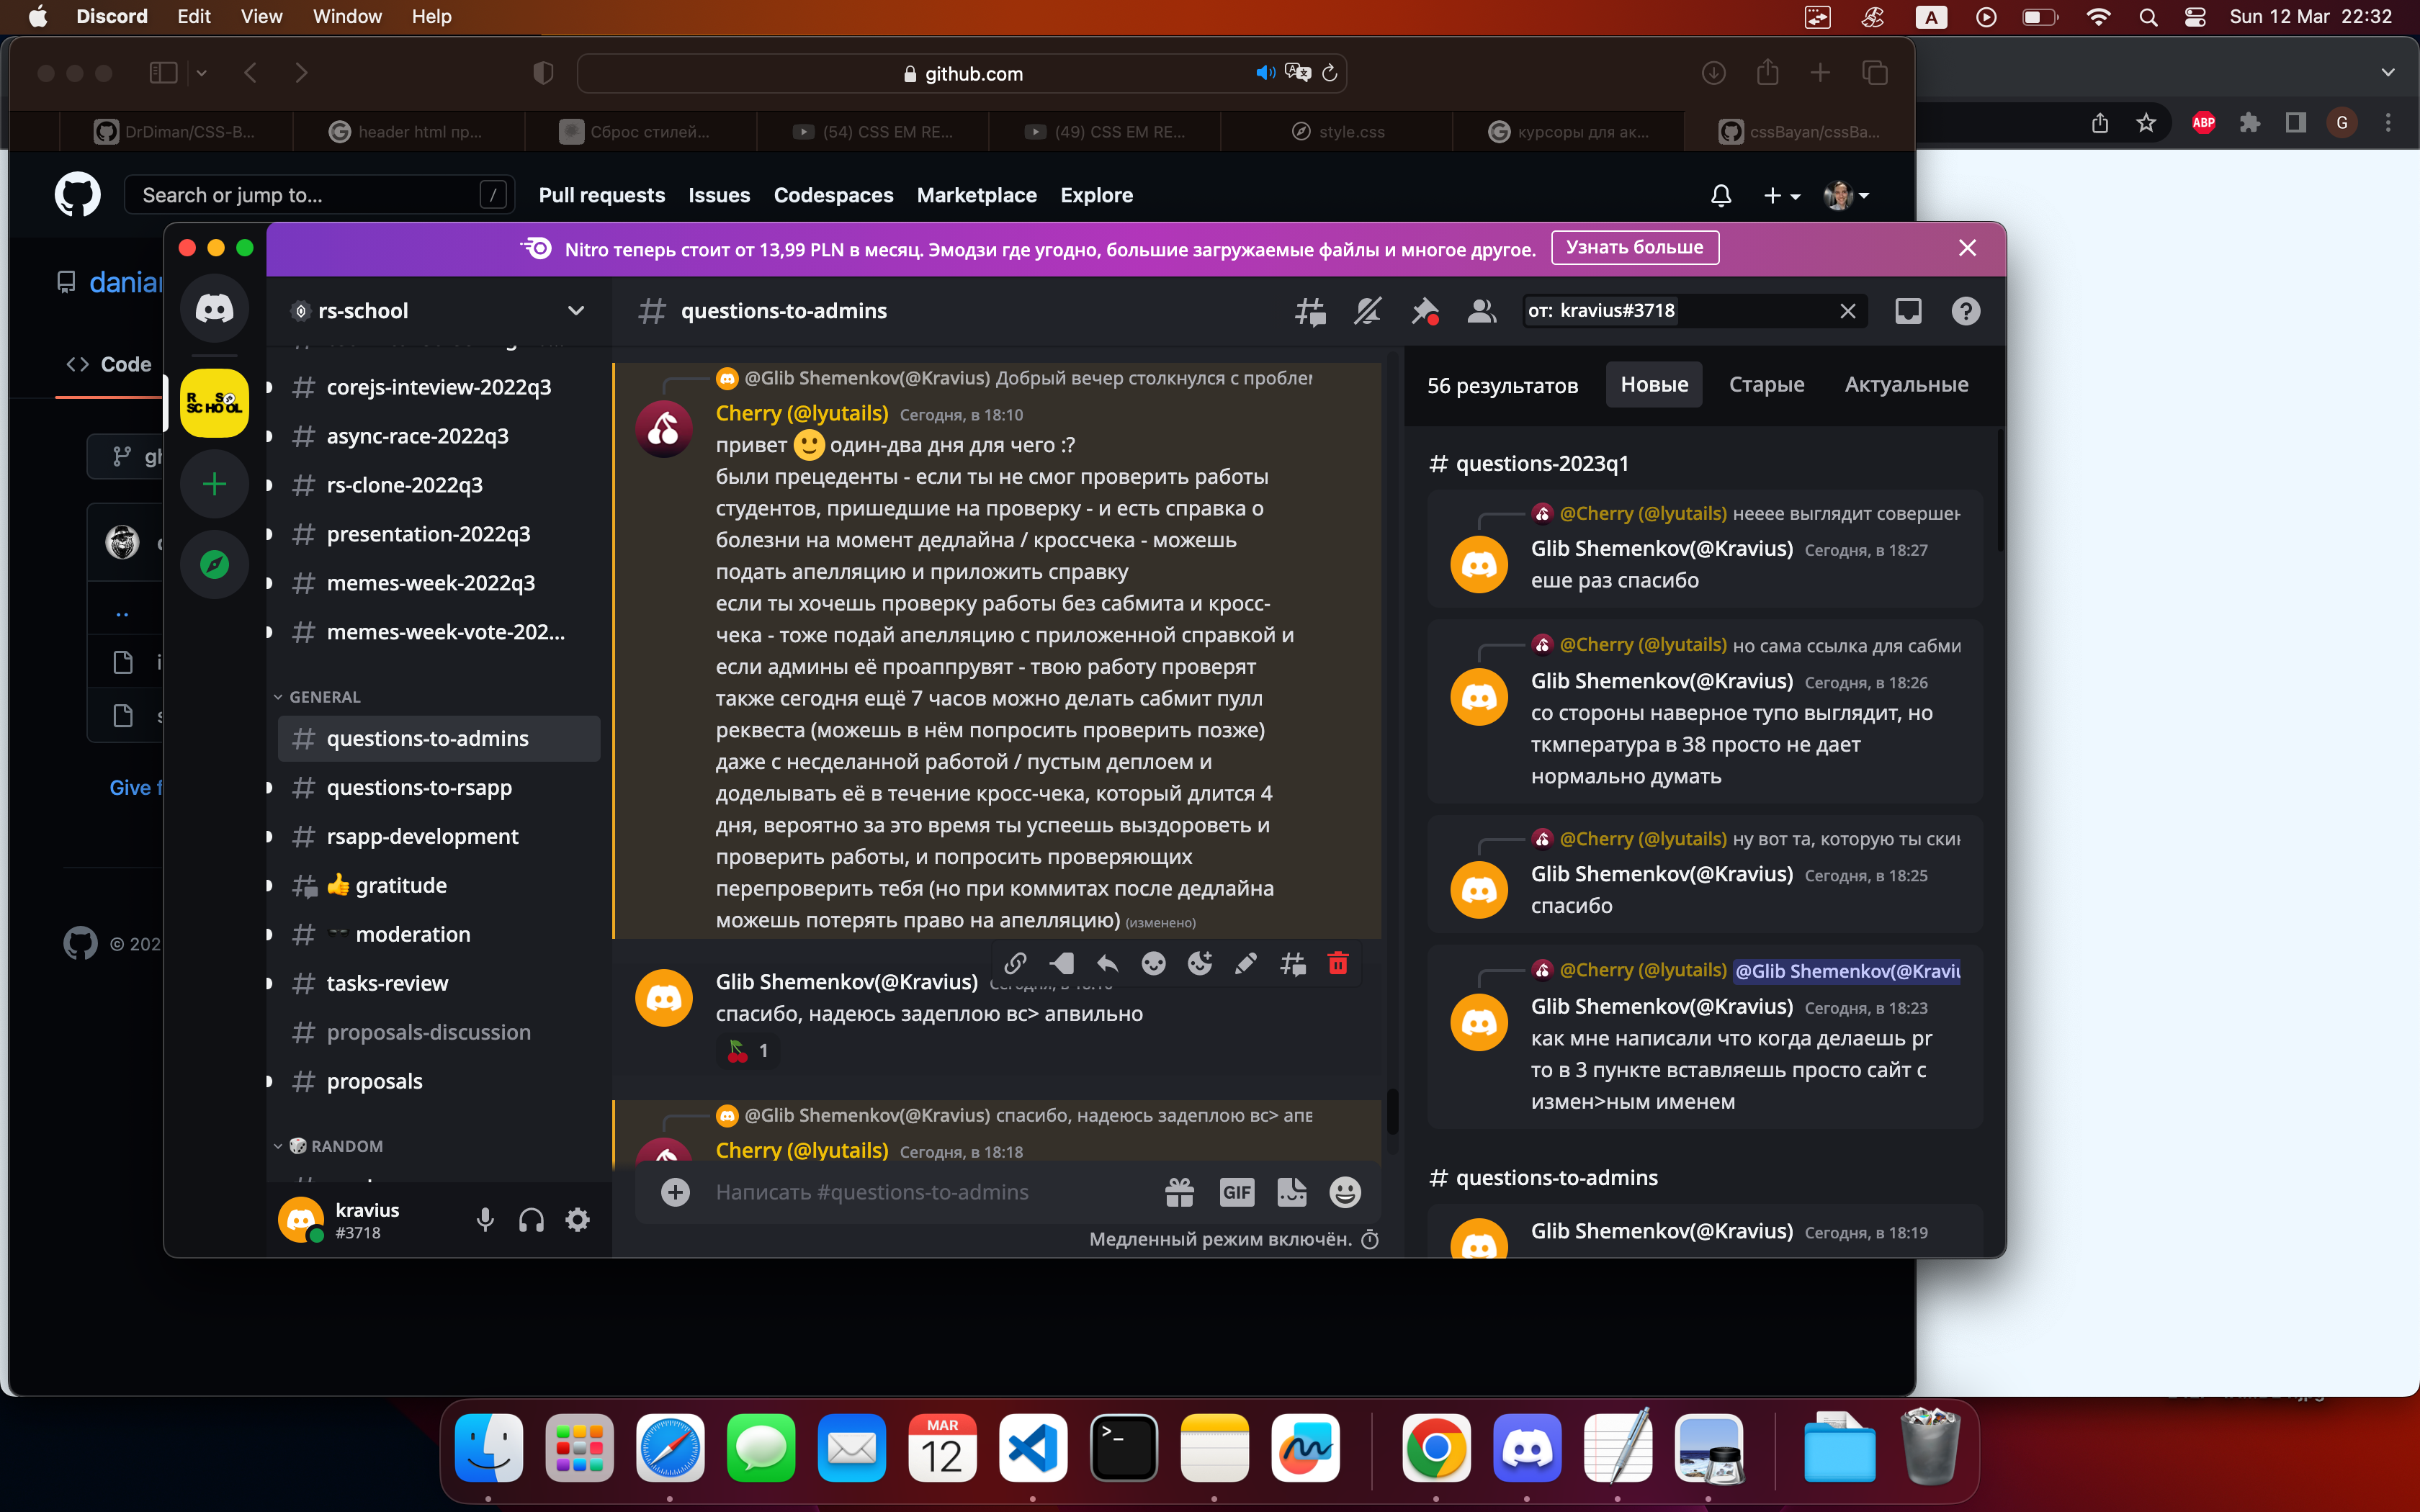 Discord Edit View Window Help
A
Sun 12 Mar 22:32
github.com
DrDiman/CSS-B...
header html пр...
Сброс стилей...
(54) CSS EM RE...
(49) CSS EM RE...
style.css
курсоры для ак...
cssBayan/cssBa...
ABP
G
Search or jump to...
/
Pull requests Issues Codespaces Marketplace Explore
Nitro теперь стоит от 13,99 PLN в месяц. Эмодзи где угодно, большие загружаемые файлы и многое другое.
Узнать больше
Code
Give f
© 202
rs-school
corejs-inteview-2022q3
async-race-2022q3
rs-clone-2022q3
presentation-2022q3
memes-week-2022q3
memes-week-vote-202...
GENERAL
questions-to-admins
questions-to-rsapp
rsapp-development
👍 gratitude
moderation
tasks-review
proposals-discussion
proposals
🎲 RANDOM
kravius
#3718
questions-to-admins
от: kravius#3718
@Glib Shemenkov(@Kravius) Добрый вечер столкнулся с пробле
Cherry (@lyutails) Сегодня, в 18:10
привет 🙂 один-два дня для чего :?
были прецеденты - если ты не смог проверить работы
студентов, пришедшие на проверку - и есть справка о
болезни на момент дедлайна / кроссчека - можешь
подать апелляцию и приложить справку
если ты хочешь проверку работы без сабмита и кросс-
чека - тоже подай апелляцию с приложенной справкой и
если админы её проаппрувят - твою работу проверят
также сегодня ещё 7 часов можно делать сабмит пулл
реквеста (можешь в нём попросить проверить позже)
даже с несделанной работой / пустым деплоем и
доделывать её в течение кросс-чека, который длится 4
дня, вероятно за это время ты успеешь выздороветь и
проверить работы, и попросить проверяющих
перепроверить тебя (но при коммитах после дедлайна
можешь потерять право на апелляцию) (изменено)
Glib Shemenkov(@Kravius)
спасибо, надеюсь задеплою вс> апвильно
🍒 1
@Glib Shemenkov(@Kravius) спасибо, надеюсь задеплою вс> апв
Cherry (@lyutails) Сегодня, в 18:18
Написать #questions-to-admins
GIF
Медленный режим включён.
56 результатов
Новые Старые Актуальные
# questions-2023q1
@Cherry (@lyutails) нееее выглядит совершен
Glib Shemenkov(@Kravius) Сегодня, в 18:27
еше раз спасибо
@Cherry (@lyutails) но сама ссылка для сабми
Glib Shemenkov(@Kravius) Сегодня, в 18:26
со стороны наверное тупо выглядит, но
ткмпература в 38 просто не дает
нормально думать
@Cherry (@lyutails) ну вот та, которую ты ски
Glib Shemenkov(@Kravius) Сегодня, в 18:25
спасибо
@Cherry (@lyutails) @Glib Shemenkov(@Kraviu
Glib Shemenkov(@Kravius) Сегодня, в 18:23
как мне написали что когда делаешь pr
то в 3 пункте вставляешь просто сайт с
измен>ным именем
# questions-to-admins
Glib Shemenkov(@Kravius) Сегодня, в 18:19
MAR
12